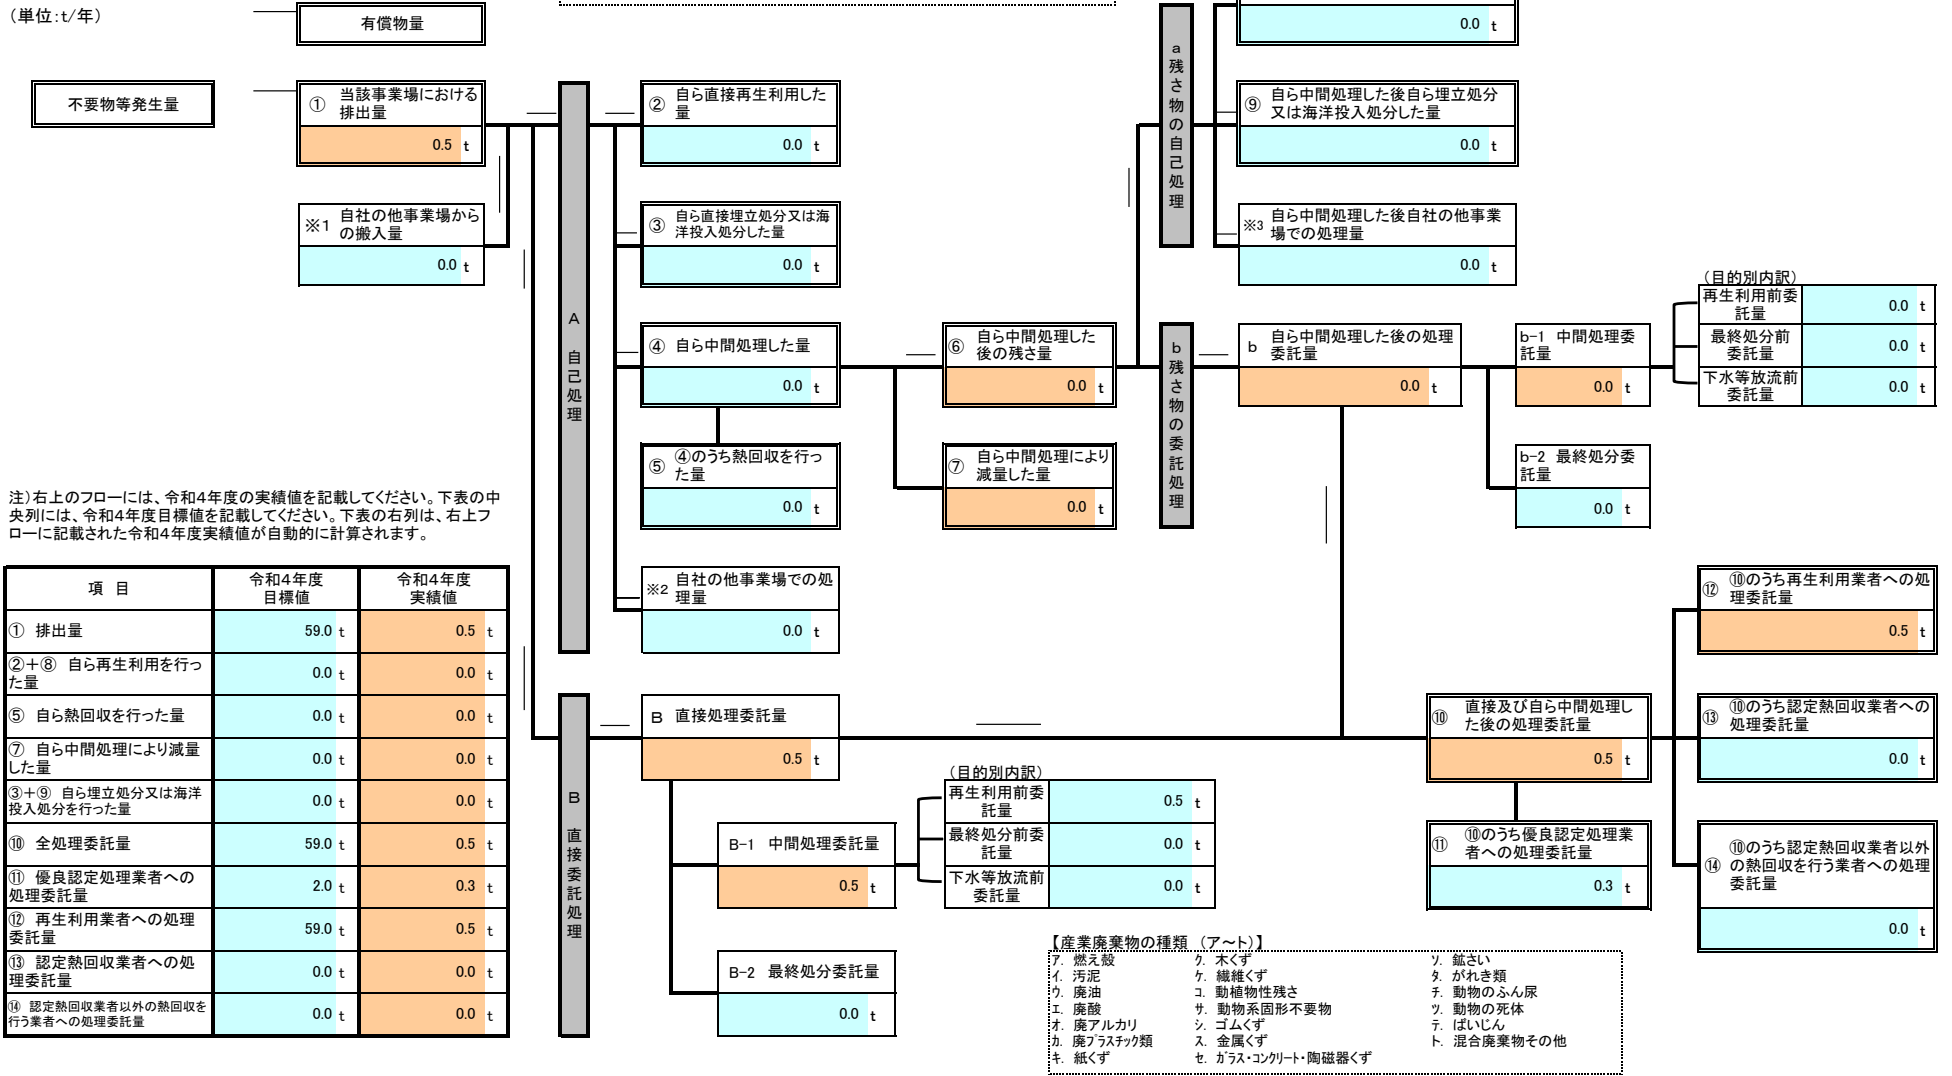 （単位：t/年）
有償物量
0.0 t
不要物等発生量
① 当該事業場における
排出量
0.5 t
※1 自社の他事業場から
の搬入量
0.0 t
A 自己処理
② 自ら直接再生利用した
量
0.0 t
③ 自ら直接埋立処分又は海
洋投入処分した量
0.0 t
④ 自ら中間処理した量
0.0 t
⑤ ④のうち熱回収を行っ
た量
0.0 t
※2 自社の他事業場での処
理量
0.0 t
⑥ 自ら中間処理した
後の残さ量
0.0 t
⑦ 自ら中間処理により
減量した量
0.0 t
a残さ物の自己処理
⑨ 自ら中間処理した後自ら埋立処分
又は海洋投入処分した量
0.0 t
※3 自ら中間処理した後自社の他事業
場での処理量
0.0 t
b残さ物の委託処理
b 自ら中間処理した後の処理
委託量
0.0 t
b-1 中間処理委
託量
0.0 t
b-2 最終処分委
託量
0.0 t
（目的別内訳）
再生利用前委
託量
0.0 t
最終処分前
委託量
0.0 t
下水等放流前
委託量
0.0 t
注）右上のフローには、令和４年度の実績値を記載してください。下表の中
央列には、令和４年度目標値を記載してください。下表の右列は、右上フ
ローに記載された令和４年度実績値が自動的に計算されます。
項 目 令和４年度
目標値 令和４年度
実績値
① 排出量 59.0 t 0.5 t
②＋⑧ 自ら再生利用を行っ
た量 0.0 t 0.0 t
⑤ 自ら熱回収を行った量 0.0 t 0.0 t
⑦ 自ら中間処理により減量
した量 0.0 t 0.0 t
③＋⑨ 自ら埋立処分又は海洋
投入処分を行った量 0.0 t 0.0 t
⑩ 全処理委託量 59.0 t 0.5 t
⑪ 優良認定処理業者への
処理委託量 2.0 t 0.3 t
⑫ 再生利用業者への処理
委託量 59.0 t 0.5 t
⑬ 認定熱回収業者への処
理委託量 0.0 t 0.0 t
⑭ 認定熱回収業者以外の熱回収を
行う業者への処理委託量 0.0 t 0.0 t
B 直接委託処理
B 直接処理委託量
0.5 t
B-1 中間処理委託量
0.5 t
B-2 最終処分委託量
0.0 t
（目的別内訳）
再生利用前委
託量
0.5 t
最終処分前委
託量
0.0 t
下水等放流前
委託量
0.0 t
⑩ 直接及び自ら中間処理し
た後の処理委託量
0.5 t
⑪ ⑩のうち優良認定処理業
者への処理委託量
0.3 t
⑫ ⑩のうち再生利用業者への処
理委託量
0.5 t
⑬ ⑩のうち認定熱回収業者への
処理委託量
0.0 t
⑭ ⑩のうち認定熱回収業者以外
の熱回収を行う業者への処理
委託量
0.0 t
【産業廃棄物の種類 （ア～ト）】
ア. 燃え殻
イ. 汚泥
ウ. 廃油
エ. 廃酸
オ. 廃アルカリ
カ. 廃プラスチック類
キ. 紙くず
ク. 木くず
ケ. 繊維くず
コ. 動植物性残さ
サ. 動物系固形不要物
シ. ゴムくず
ス. 金属くず
セ. ガラス・コンクリート・陶磁器くず
ソ. 鉱さい
タ. がれき類
チ. 動物のふん尿
ツ. 動物の死体
テ. ばいじん
ト. 混合廃棄物その他